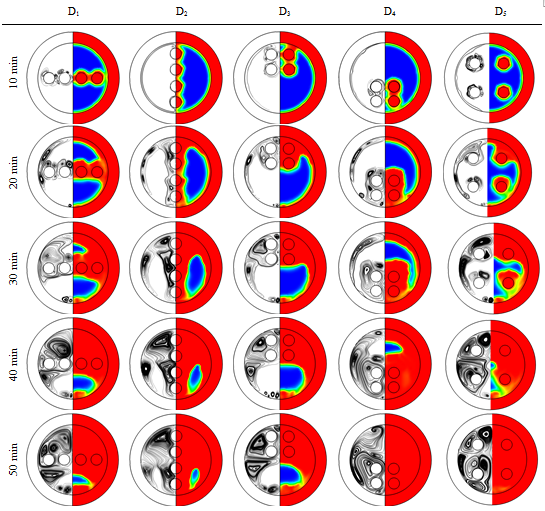 D₁ D₂ D₃ D₄ D₅
10 min
20 min
30 min
40 min
50 min